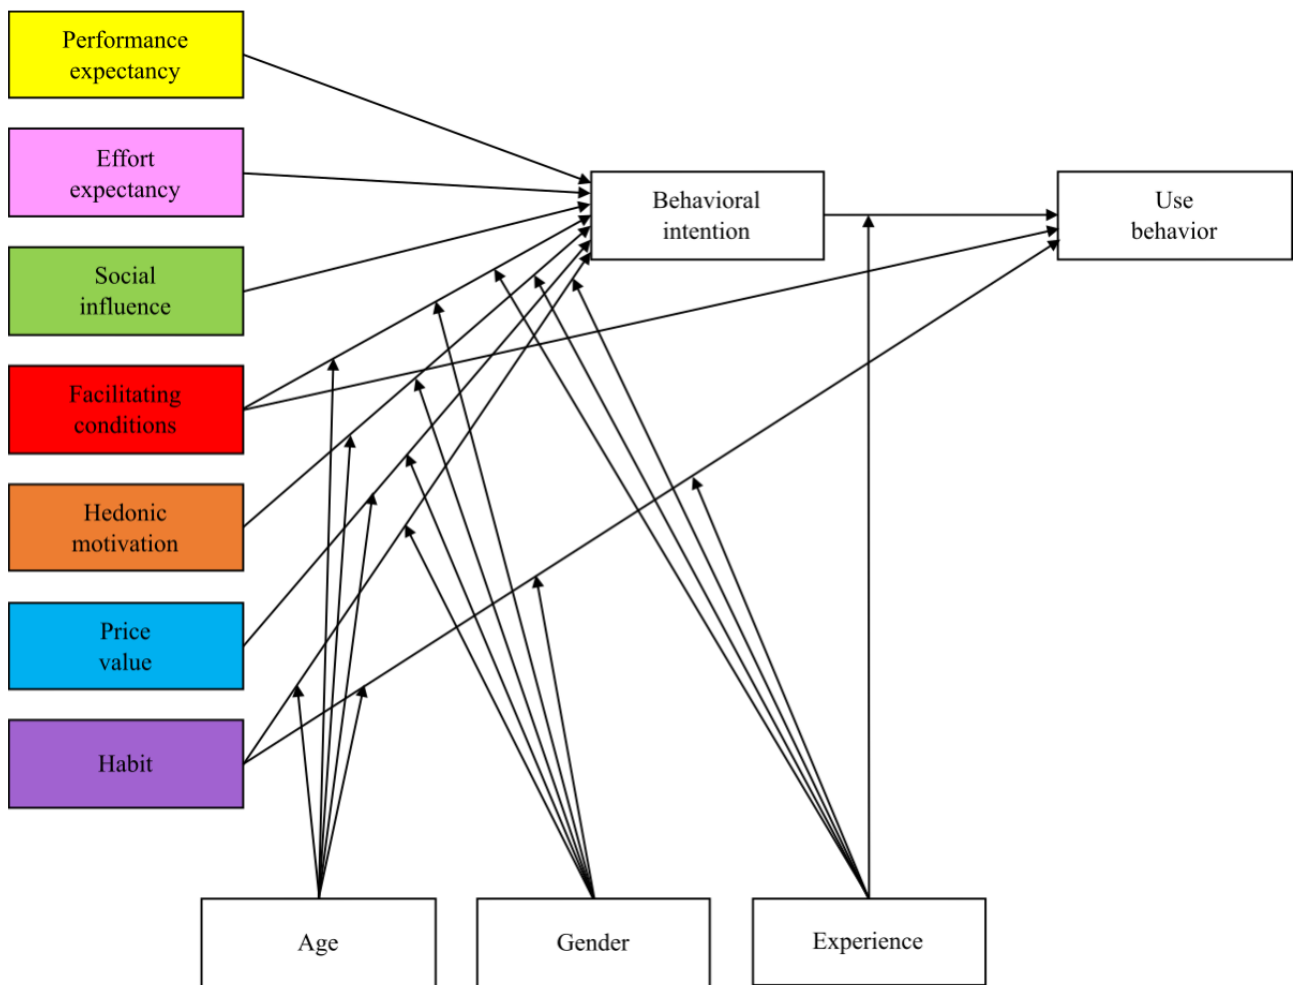 Performance
expectancy
Effort
expectancy
Social
influence
Facilitating
conditions
Hedonic
motivation
Price
value
Habit
Behavioral
intention
Use
behavior
Age
Gender
Experience